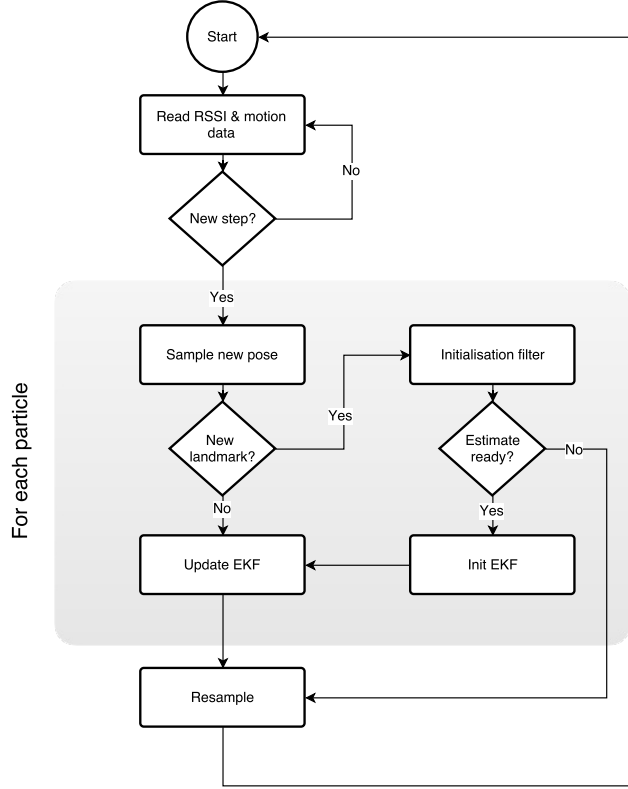 Start
Read RSSI & motion
data
No
New step?
Yes
Sample new pose
Initialisation filter
Yes
New
landmark?
Estimate
ready?
No
No
Yes
Update EKF
Init EKF
Resample
For each particle